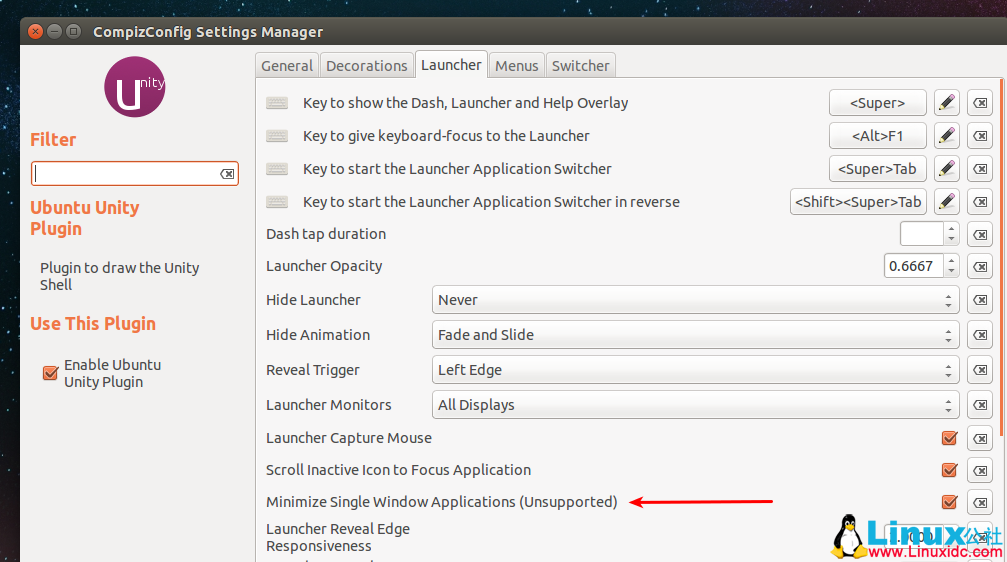 CompizConfig Settings Manager
Unity
Filter
Ubuntu Unity
Plugin
Plugin to draw the Unity
Shell
Use This Plugin
Enable Ubuntu
Unity Plugin
General
Decorations
Launcher
Menus
Switcher
Key to show the Dash, Launcher and Help Overlay
<Super>
Key to give keyboard-focus to the Launcher
<Alt>F1
Key to start the Launcher Application Switcher
<Super>Tab
Key to start the Launcher Application Switcher in reverse
<Shift><Super>Tab
Dash tap duration
Launcher Opacity
0.6667
Hide Launcher
Never
Hide Animation
Fade and Slide
Reveal Trigger
Left Edge
Launcher Monitors
All Displays
Launcher Capture Mouse
Scroll Inactive Icon to Focus Application
Minimize Single Window Applications (Unsupported)
Launcher Reveal Edge
Responsiveness
Linux公社
www.Linuxidc.com